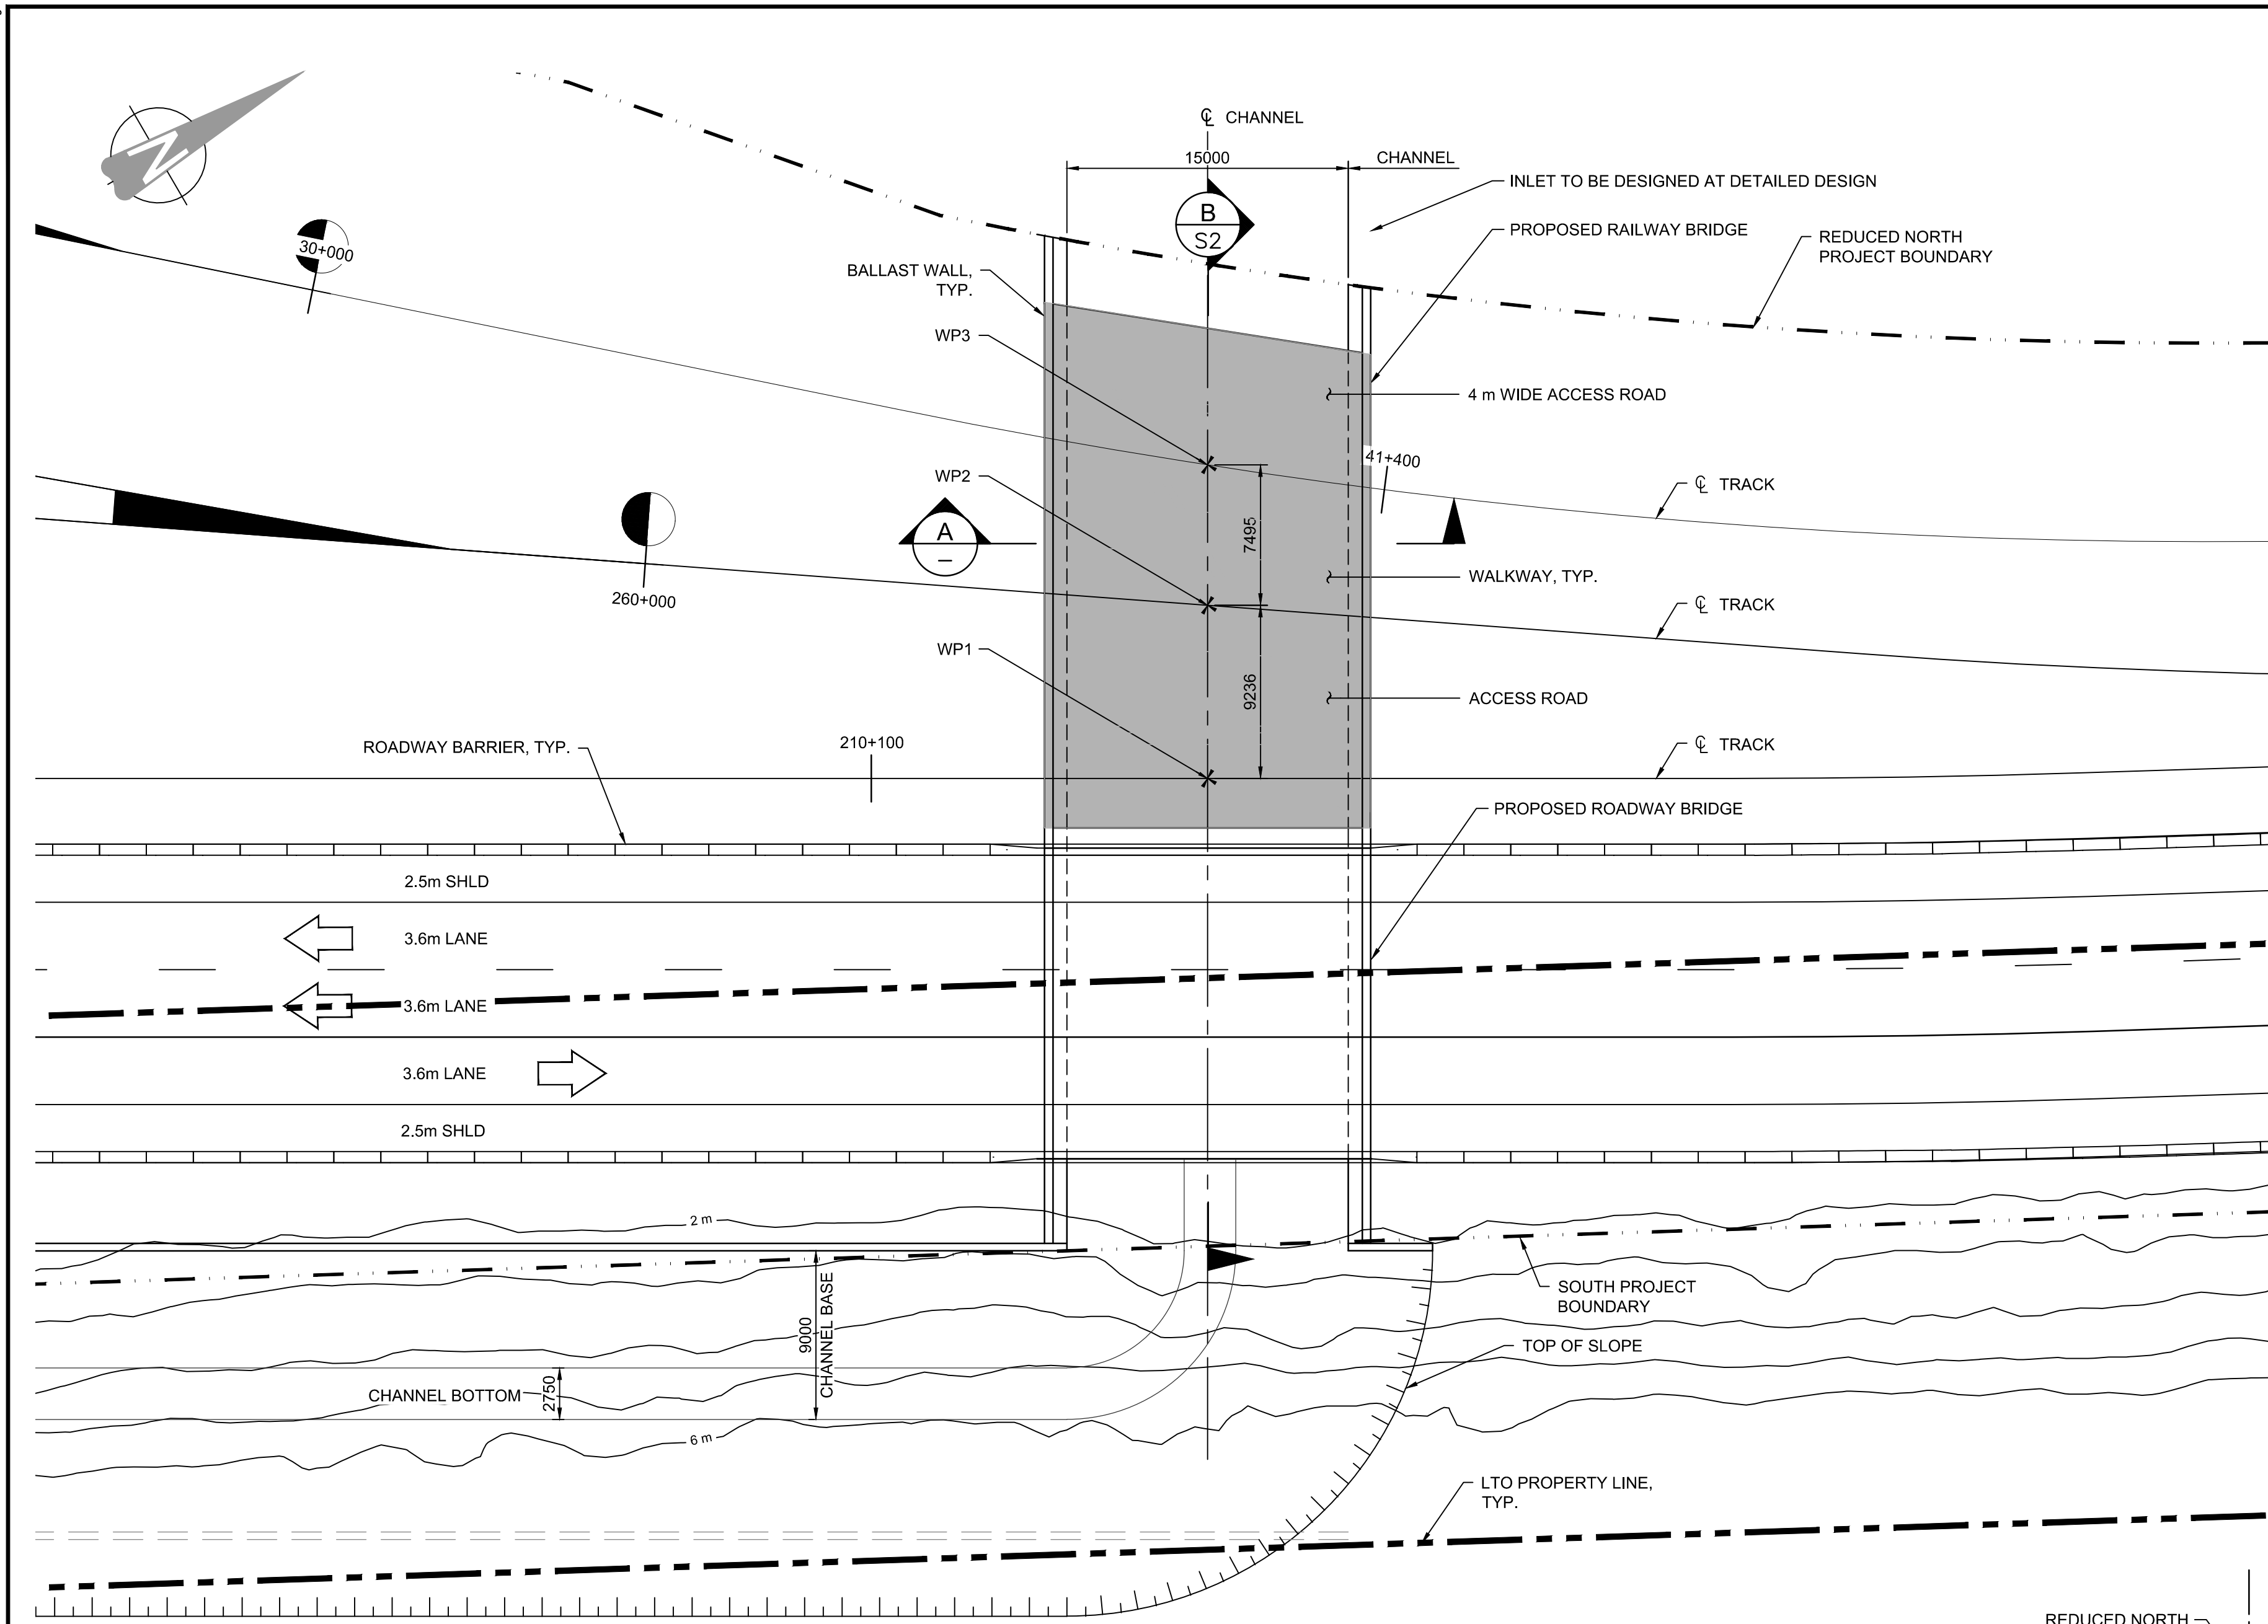 ℄ CHANNEL
15000
CHANNEL
INLET TO BE DESIGNED AT DETAILED DESIGN
N
B
S2
PROPOSED RAILWAY BRIDGE
REDUCED NORTH
PROJECT BOUNDARY
30+000
BALLAST WALL,
TYP.
WP3
4 m WIDE ACCESS ROAD
41+400
WP2
℄ TRACK
A
–
7495
WALKWAY, TYP.
260+000
℄ TRACK
WP1
9236
ACCESS ROAD
ROADWAY BARRIER, TYP.
210+100
℄ TRACK
PROPOSED ROADWAY BRIDGE
2.5m SHLD
3.6m LANE
3.6m LANE
3.6m LANE
2.5m SHLD
2 m
SOUTH PROJECT
BOUNDARY
9000
CHANNEL BASE
TOP OF SLOPE
CHANNEL BOTTOM
2750
6 m
LTO PROPERTY LINE,
TYP.
REDUCED NORTH